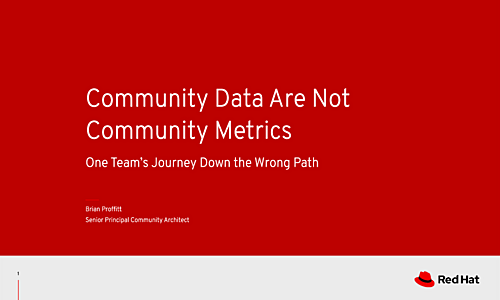 Community Data Are Not
Community Metrics
One Team's Journey Down the Wrong Path
Brian Proffitt
Senior Principal Community Architect
1
Red Hat